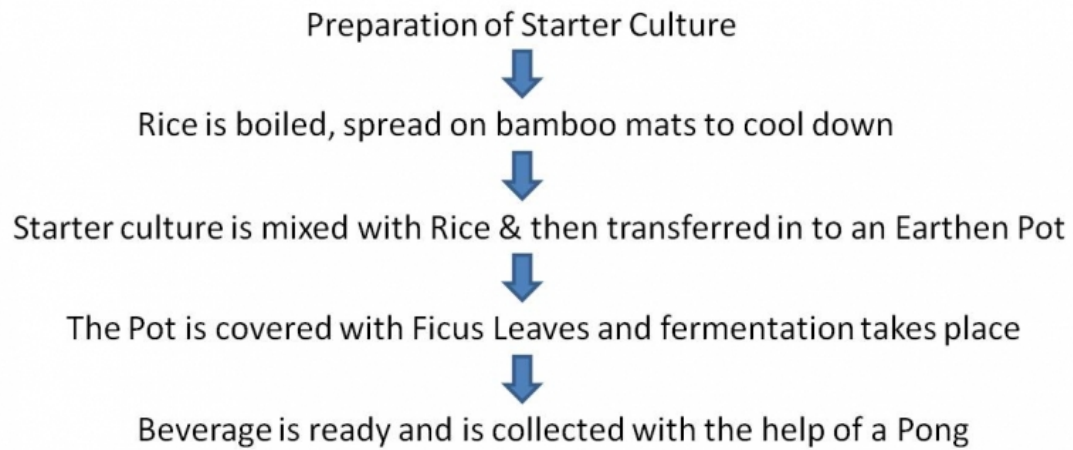 Preparation of Starter Culture
Rice is boiled, spread on bamboo mats to cool down
Starter culture is mixed with Rice & then transferred in to an Earthen Pot
The Pot is covered with Ficus Leaves and fermentation takes place
Beverage is ready and is collected with the help of a Pong